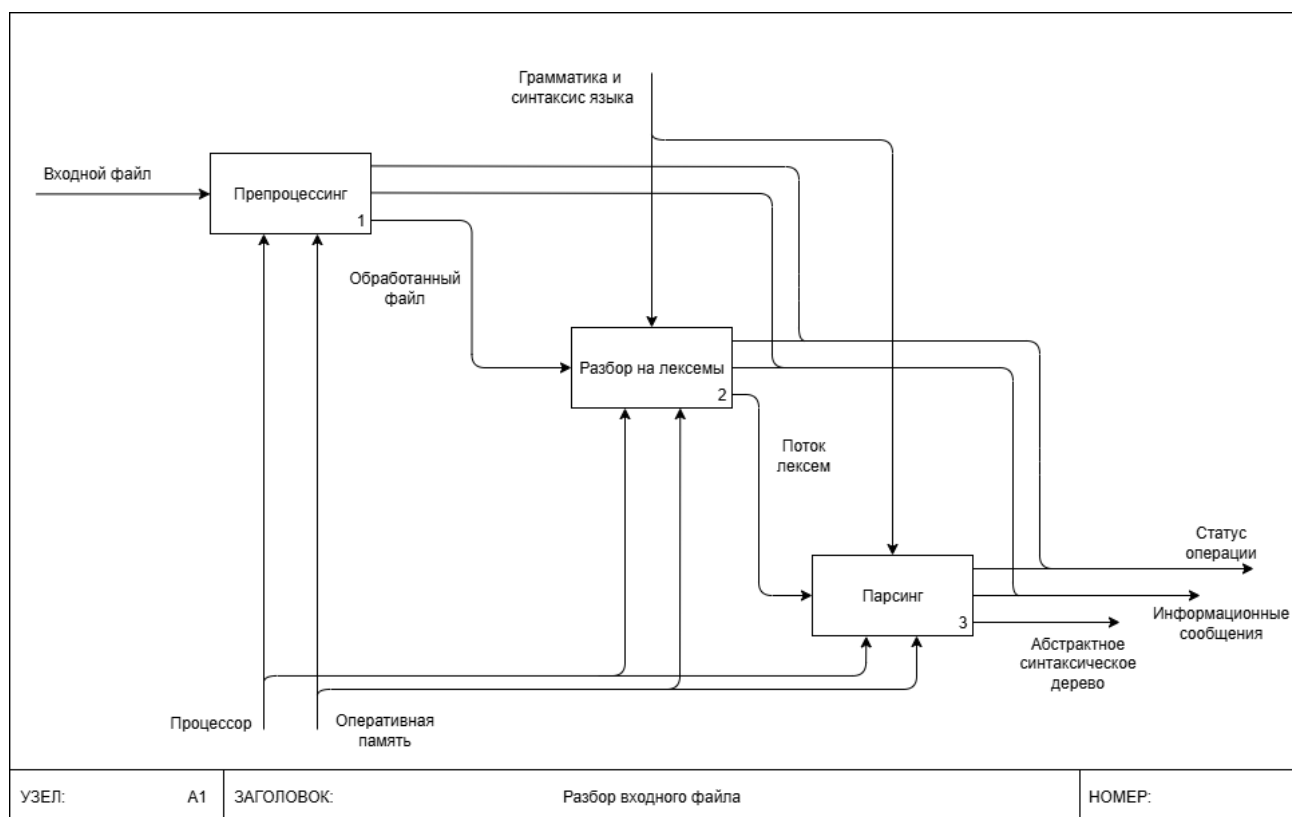 Грамматика и
синтаксис языка
Входной файл
Препроцессинг
1
Обработанный
файл
Разбор на лексемы
2
Поток
лексем
Статус
операции
Парсинг
3
Информационные
сообщения
Абстрактное
синтаксическое
дерево
Процессор
Оперативная
память
УЗЕЛ: A1 ЗАГОЛОВОК: Разбор входного файла НОМЕР: